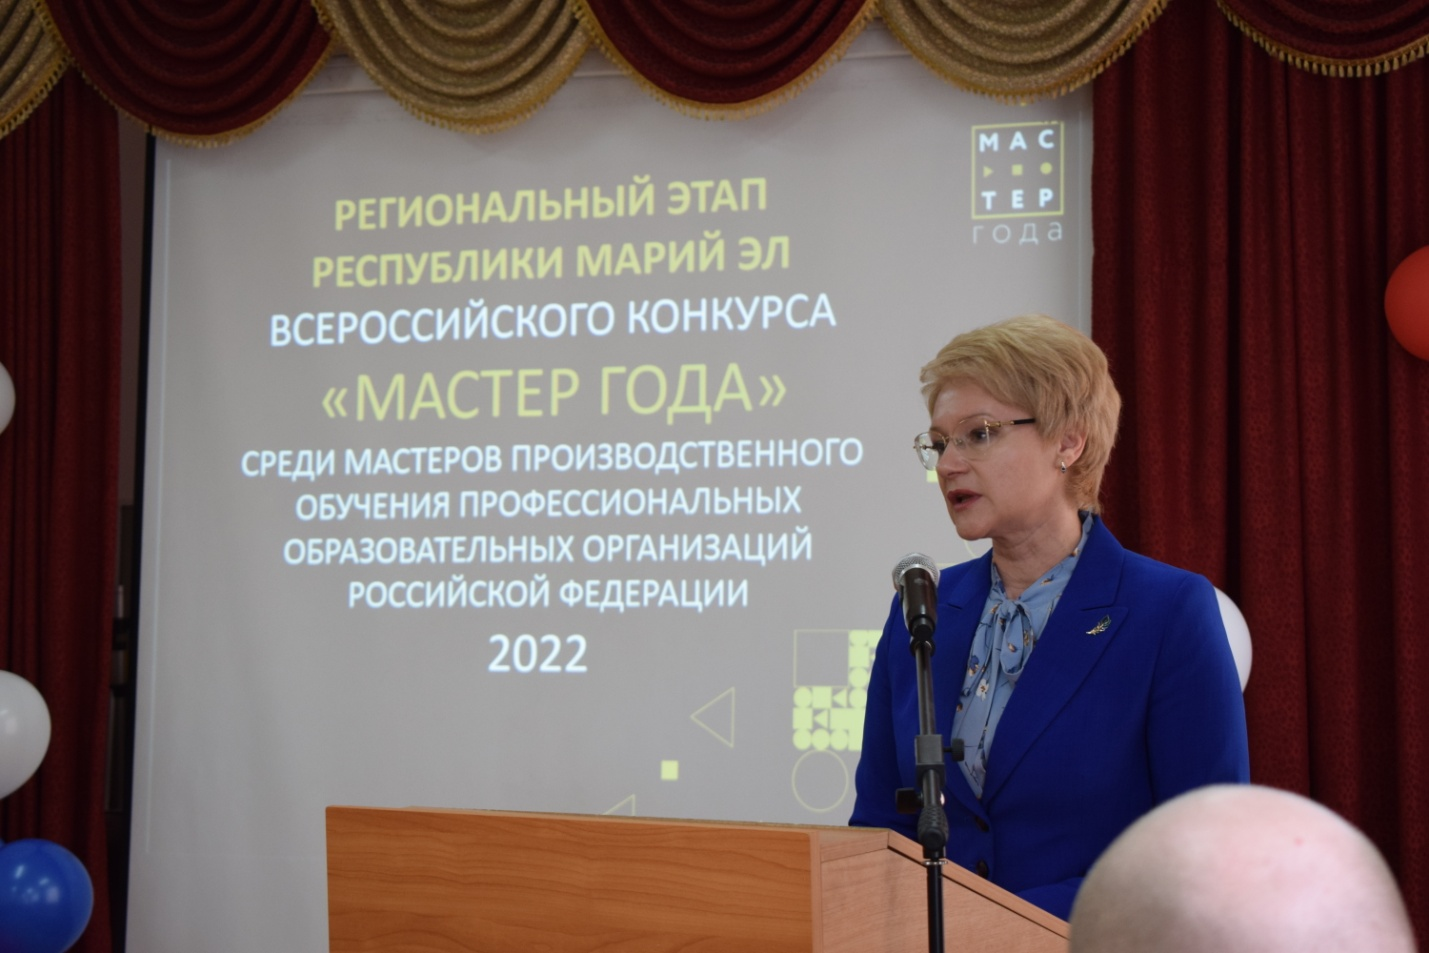 МАС
ТЕР
года
РЕГИОНАЛЬНЫЙ ЭТАП
РЕСПУБЛИКИ МАРИЙ ЭЛ
ВСЕРОССИЙСКОГО КОНКУРСА
«МАСТЕР ГОДА»
СРЕДИ МАСТЕРОВ ПРОИЗВОДСТВЕННОГО
ОБУЧЕНИЯ ПРОФЕССИОНАЛЬНЫХ
ОБРАЗОВАТЕЛЬНЫХ ОРГАНИЗАЦИЙ
РОССИЙСКОЙ ФЕДЕРАЦИИ
2022